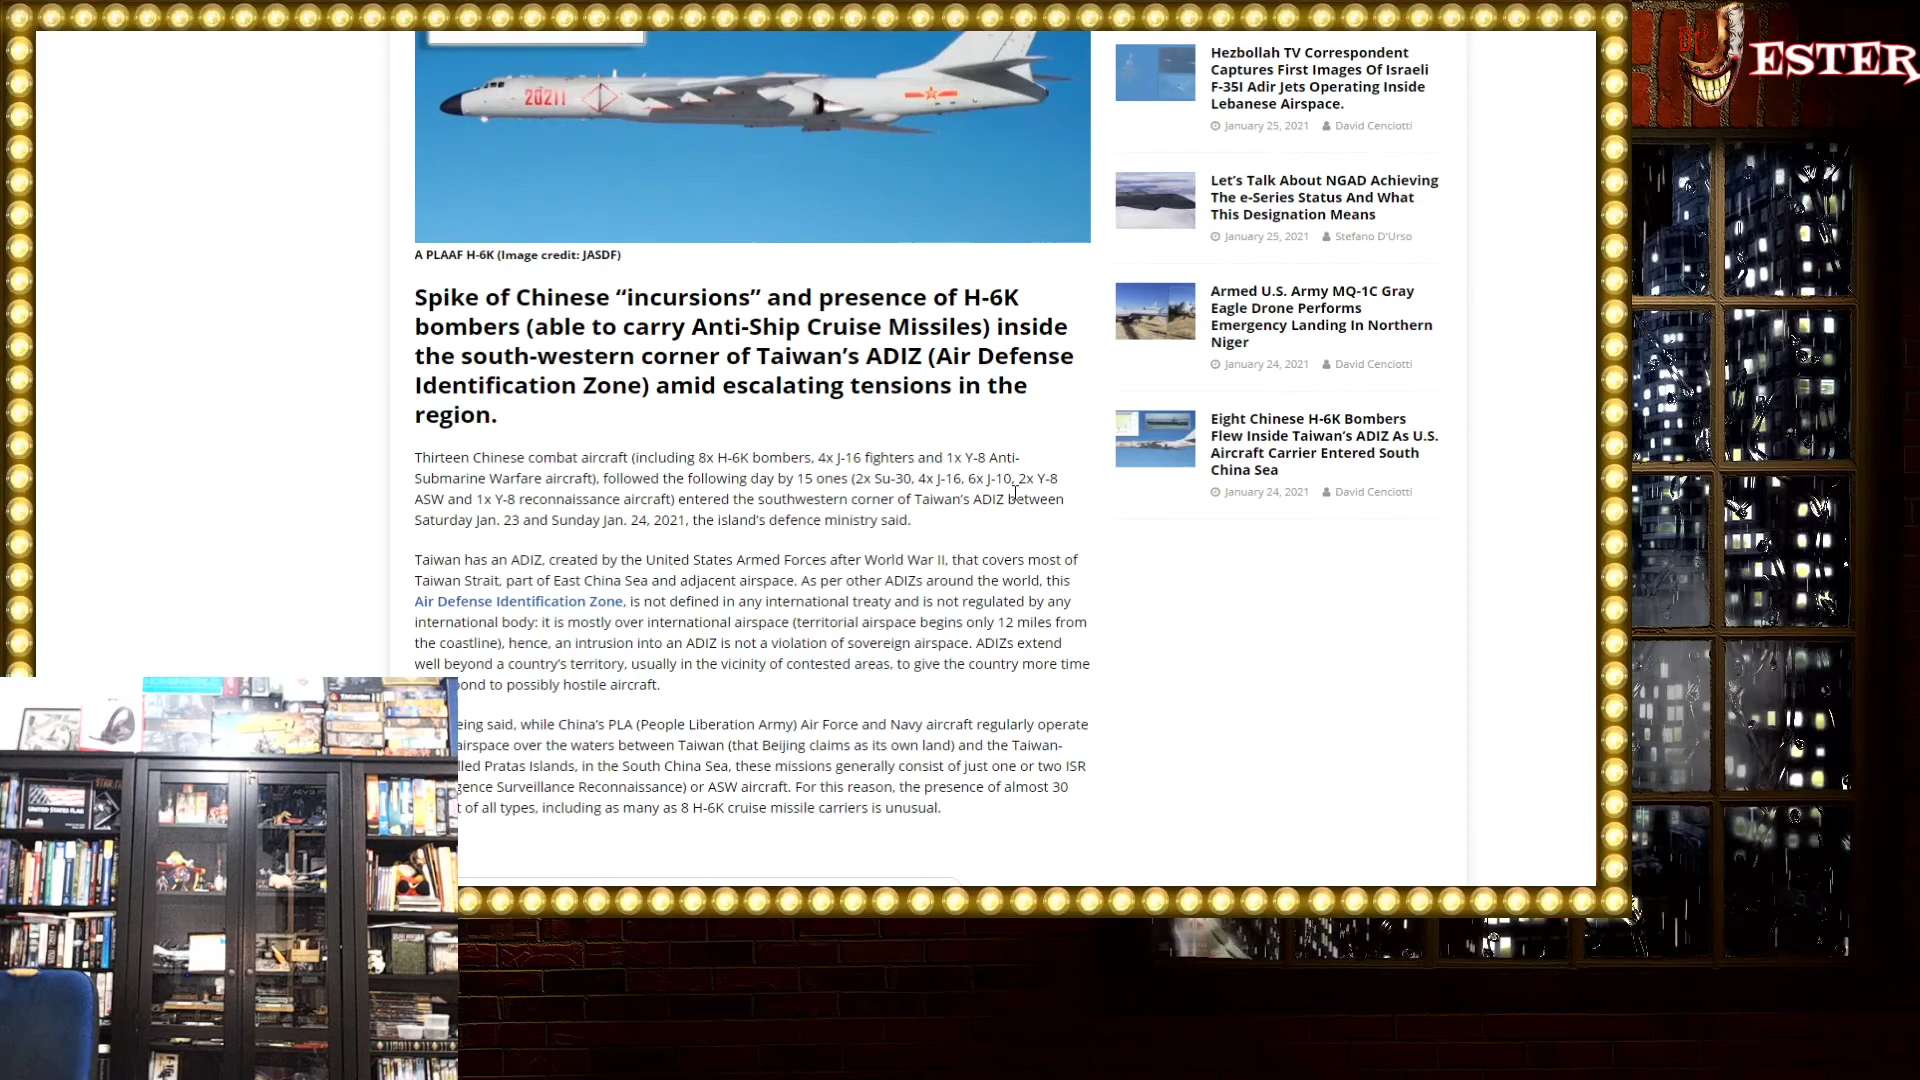 20211
A PLAAF H-6K (Image credit: JASDF)
Spike of Chinese “incursions” and presence of H-6K
bombers (able to carry Anti-Ship Cruise Missiles) inside
the south-western corner of Taiwan’s ADIZ (Air Defense
Identification Zone) amid escalating tensions in the
region.
Thirteen Chinese combat aircraft (including 8x H-6K bombers, 4x J-16 fighters and 1x Y-8 Anti-
Submarine Warfare aircraft), followed the following day by 15 ones (2x Su-30, 4x J-16, 6x J-10, 2x Y-8
ASW and 1x Y-8 reconnaissance aircraft) entered the southwestern corner of Taiwan’s ADIZ between
Saturday Jan. 23 and Sunday Jan. 24, 2021, the island’s defence ministry said.
Taiwan has an ADIZ, created by the United States Armed Forces after World War II, that covers most of
Taiwan Strait, part of East China Sea and adjacent airspace. As per other ADIZs around the world, this
Air Defense Identification Zone, is not defined in any international treaty and is not regulated by any
international body: it is mostly over international airspace (territorial airspace begins only 12 miles from
the coastline), hence, an intrusion into an ADIZ is not a violation of sovereign airspace. ADIZs extend
well beyond a country’s territory, usually in the vicinity of contested areas, to give the country more time
pond to possibly hostile aircraft.
eing said, while China’s PLA (People Liberation Army) Air Force and Navy aircraft regularly operate
airspace over the waters between Taiwan (that Beijing claims as its own land) and the Taiwan-
lled Pratas Islands, in the South China Sea, these missions generally consist of just one or two ISR
gence Surveillance Reconnaissance) or ASW aircraft. For this reason, the presence of almost 30
t of all types, including as many as 8 H-6K cruise missile carriers is unusual.
Hezbollah TV Correspondent
Captures First Images Of Israeli
F-35I Adir Jets Operating Inside
Lebanese Airspace.
January 25, 2021 David Cenciotti
Let’s Talk About NGAD Achieving
The e-Series Status And What
This Designation Means
January 25, 2021 Stefano D'Urso
Armed U.S. Army MQ-1C Gray
Eagle Drone Performs
Emergency Landing In Northern
Niger
January 24, 2021 David Cenciotti
Eight Chinese H-6K Bombers
Flew Inside Taiwan’s ADIZ As U.S.
Aircraft Carrier Entered South
China Sea
January 24, 2021 David Cenciotti
JESTER
UNITED STATES FLAG